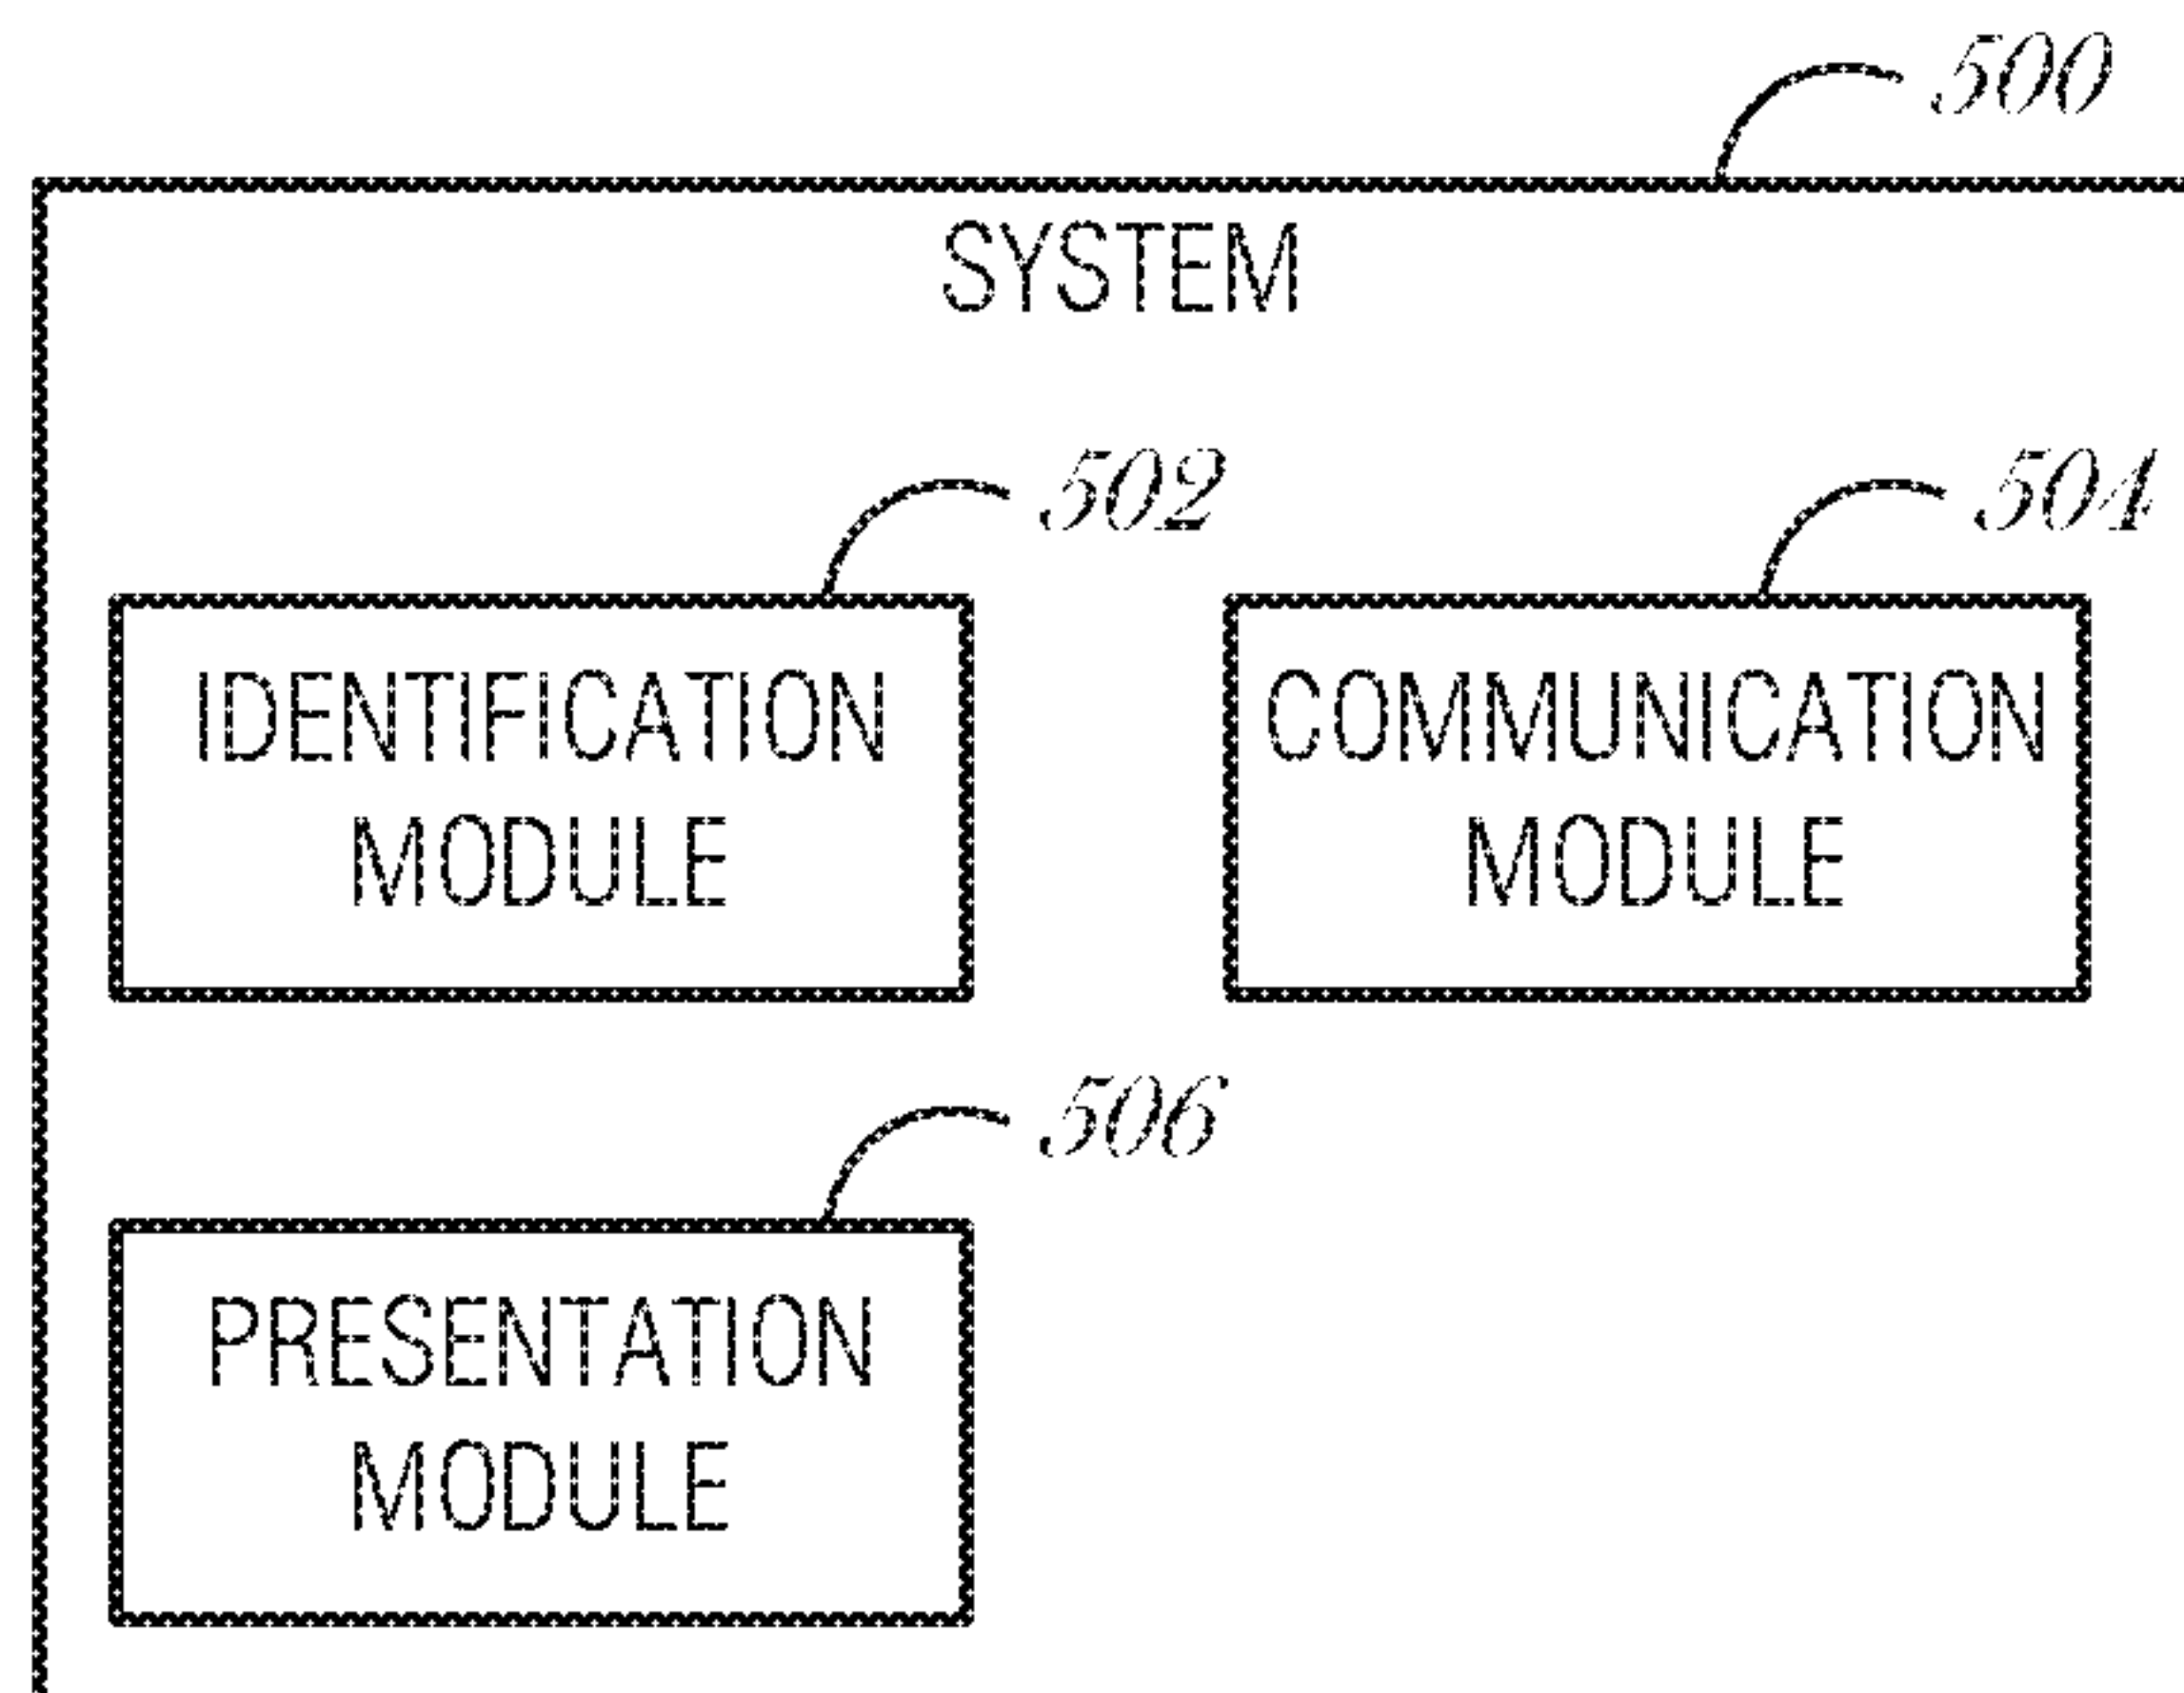 500
SYSTEM
502
504
IDENTIFICATION
MODULE
COMMUNICATION
MODULE
506
PRESENTATION
MODULE